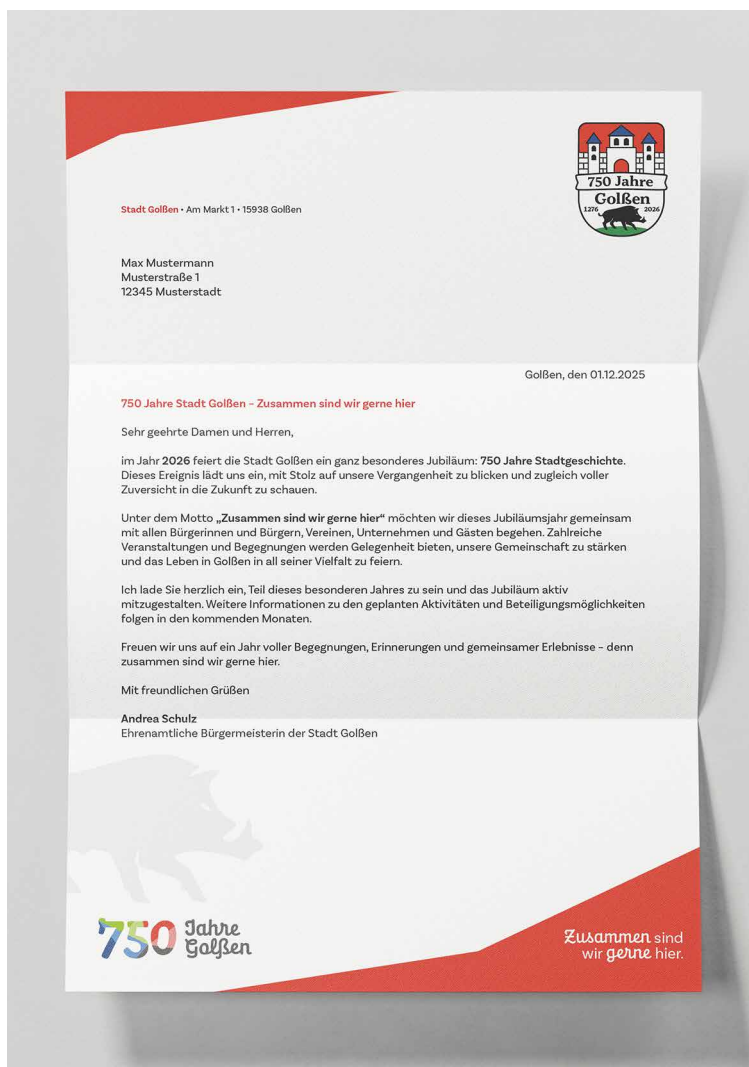 750 Jahre
Golßen
1276 2026
Stadt Golßen • Am Markt 1 • 15938 Golßen
Max Mustermann
Musterstraße 1
12345 Musterstadt
Golßen, den 01.12.2025
750 Jahre Stadt Golßen – Zusammen sind wir gerne hier
Sehr geehrte Damen und Herren,
im Jahr 2026 feiert die Stadt Golßen ein ganz besonderes Jubiläum: 750 Jahre Stadtgeschichte.
Dieses Ereignis lädt uns ein, mit Stolz auf unsere Vergangenheit zu blicken und zugleich voller
Zuversicht in die Zukunft zu schauen.
Unter dem Motto „Zusammen sind wir gerne hier“ möchten wir dieses Jubiläumsjahr gemeinsam
mit allen Bürgerinnen und Bürgern, Vereinen, Unternehmen und Gästen begehen. Zahlreiche
Veranstaltungen und Begegnungen werden Gelegenheit bieten, unsere Gemeinschaft zu stärken
und das Leben in Golßen in all seiner Vielfalt zu feiern.
Ich lade Sie herzlich ein, Teil dieses besonderen Jahres zu sein und das Jubiläum aktiv
mitzugestalten. Weitere Informationen zu den geplanten Aktivitäten und Beteiligungsmöglichkeiten
folgen in den kommenden Monaten.
Freuen wir uns auf ein Jahr voller Begegnungen, Erinnerungen und gemeinsamer Erlebnisse – denn
zusammen sind wir gerne hier.
Mit freundlichen Grüßen
Andrea Schulz
Ehrenamtliche Bürgermeisterin der Stadt Golßen
750 Jahre
Golßen
Zusammen sind
wir gerne hier.